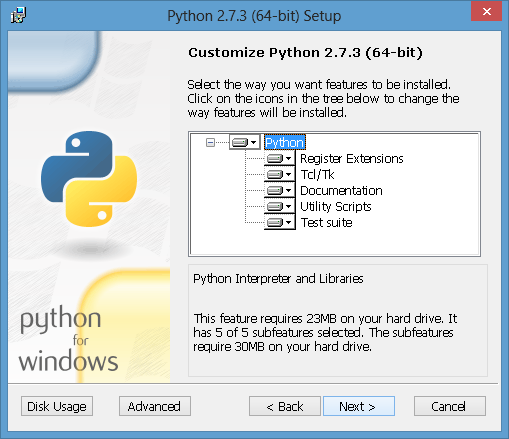 Python 2.7.3 (64-bit) Setup
Customize Python 2.7.3 (64-bit)
Select the way you want features to be installed.
Click on the icons in the tree below to change the
way features will be installed.
Python
Register Extensions
Tcl/Tk
Documentation
Utility Scripts
Test suite
Python Interpreter and Libraries
This feature requires 23MB on your hard drive. It
has 5 of 5 subfeatures selected. The subfeatures
require 30MB on your hard drive.
python
for
windows
Disk Usage
Advanced
< Back
Next >
Cancel